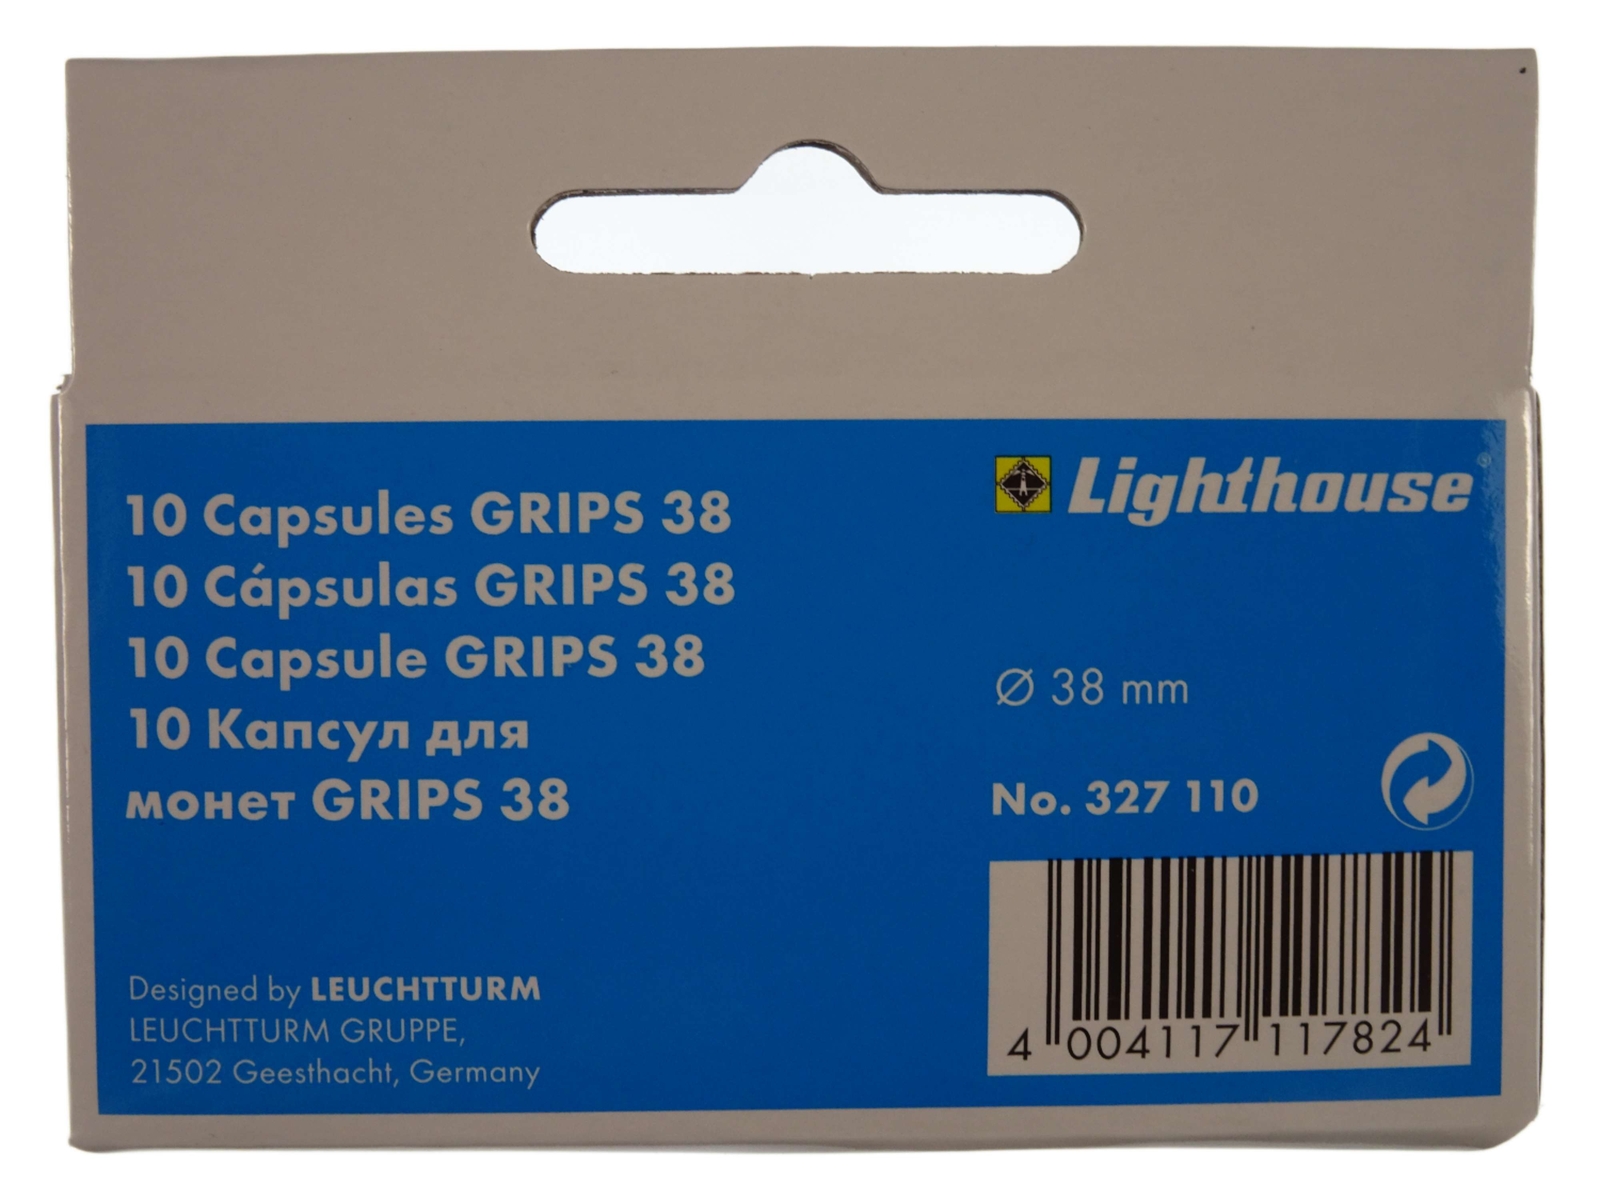 10 Capsules GRIPS 38
10 Cápsulas GRIPS 38
10 Capsule GRIPS 38
10 Капсул для
монет GRIPS 38
Designed by LEUCHTTURM
LEUCHTTURM GRUPPE,
21502 Geesthacht, Germany
Lighthouse®
Ø 38 mm
No. 327 110
4 004117 117824